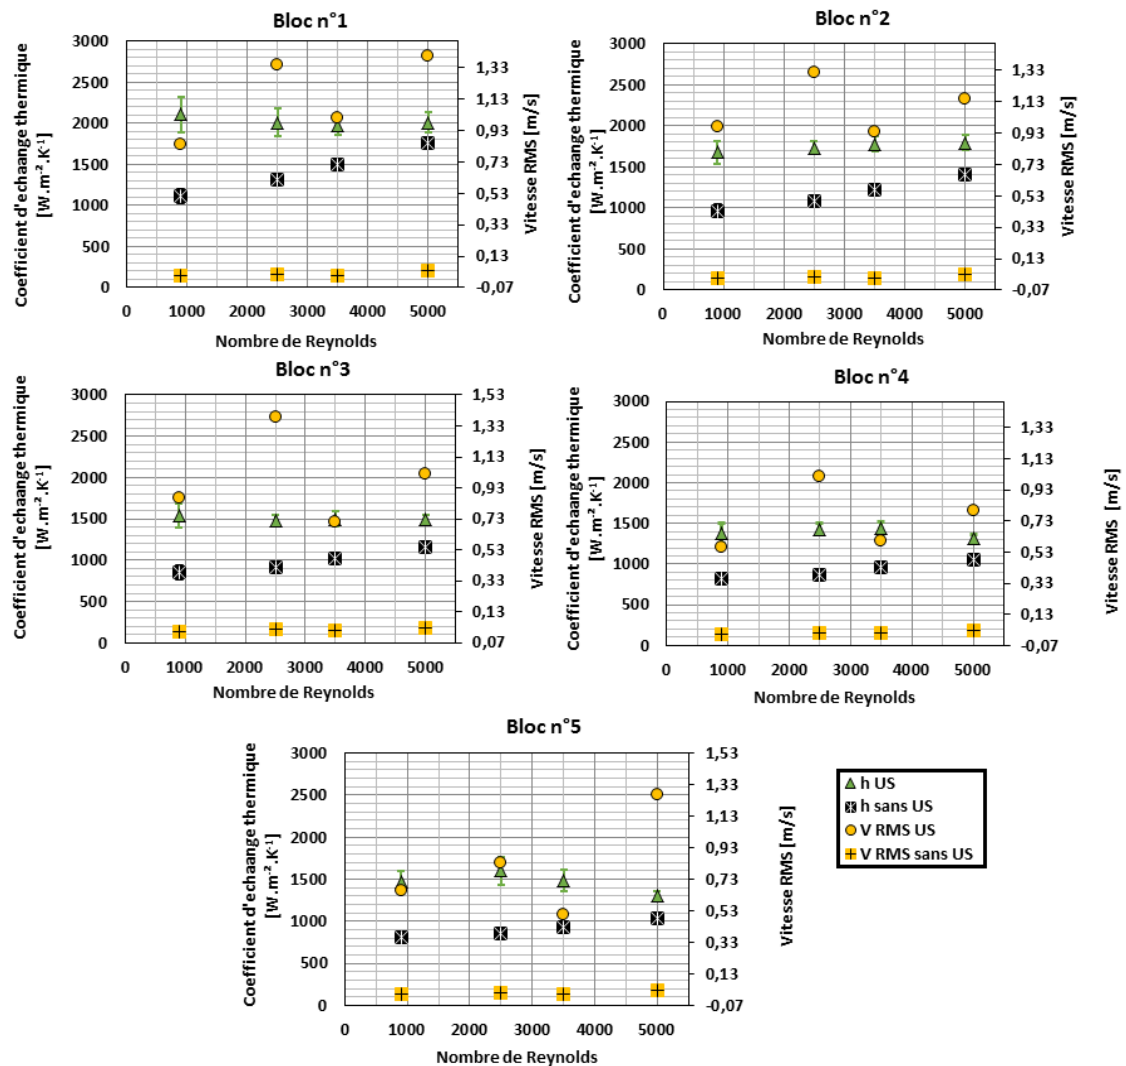 Bloc n°1
Coefficient d'echaange thermique
[W.m⁻².K⁻¹]
3000
2500
2000
1500
1000
500
0
1,33
1,13
0,93
0,73
0,53
0,33
0,13
-0,07
Vitesse RMS [m/s]
0 1000 2000 3000 4000 5000
Nombre de Reynolds
Bloc n°2
Coefficient d'echaange thermique
[W.m⁻².K⁻¹]
3000
2500
2000
1500
1000
500
0
1,33
1,13
0,93
0,73
0,53
0,33
0,13
-0,07
Vitesse RMS [m/s]
0 1000 2000 3000 4000 5000
Nombre de Reynolds
Bloc n°3
Coefficient d'echaange thermique
[W.m⁻².K⁻¹]
3000
2500
2000
1500
1000
500
0
1,53
1,33
1,13
0,93
0,73
0,53
0,33
0,13
0,07
Vitesse RMS [m/s]
0 1000 2000 3000 4000 5000
Nombre de Reynolds
Bloc n°4
Coefficient d'echaange thermique
[W.m⁻².K⁻¹]
3000
2500
2000
1500
1000
500
0
1,33
1,13
0,93
0,73
0,53
0,33
0,13
-0,07
Vitesse RMS [m/s]
0 1000 2000 3000 4000 5000
Nombre de Reynolds
Bloc n°5
Coefficient d'echaange thermique
[W.m⁻².K⁻¹]
3000
2500
2000
1500
1000
500
0
1,53
1,33
1,13
0,93
0,73
0,53
0,33
0,13
-0,07
Vitesse RMS [m/s]
0 1000 2000 3000 4000 5000
Nombre de Reynolds
h US
h sans US
V RMS US
V RMS sans US